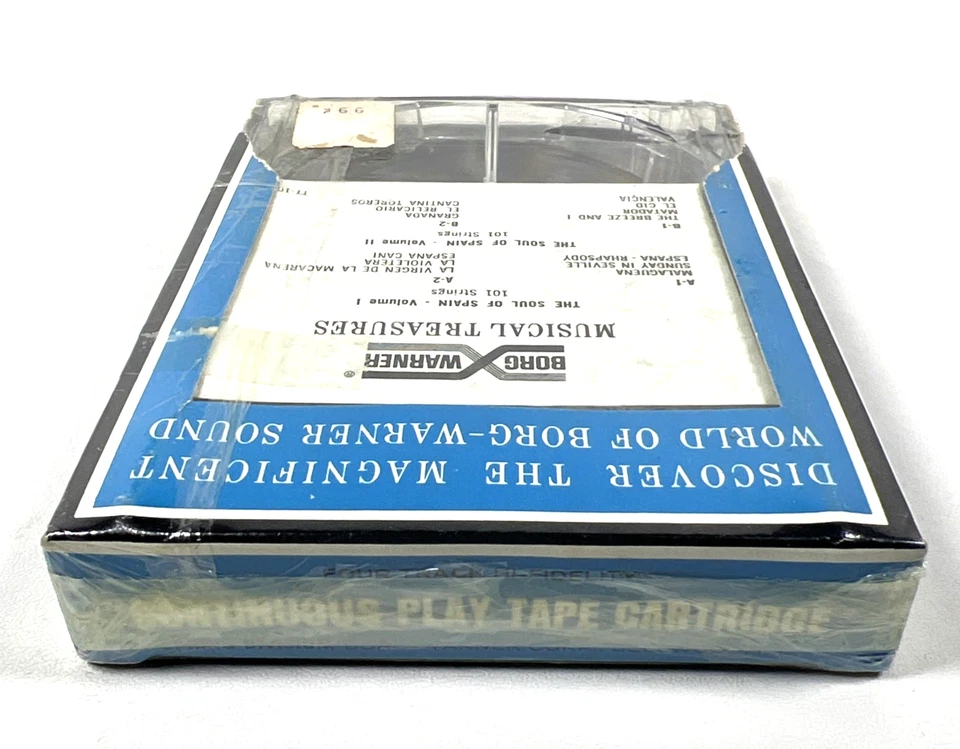 DISCOVER THE MAGNIFICENT
WORLD OF BORG-WARNER SOUND
BORG WARNER ®
MUSICAL TREASURES
THE SOUL OF SPAIN - Volume I
101 Strings
A-1
MALAGUENA
SUNDAY IN SEVILLE
ESPANA - RHAPSODY
A-2
LA VIRGEN DE LA MACARENA
LA VIOLETERA
ESPANA CANI
THE SOUL OF SPAIN - Volume II
101 Strings
B-1
THE BREEZE AND I
MATADOR
EL CID
VALENCIA
B-2
GRANADA
EL RELICARIO
CANTINA TOREROS
FOUR TRACK HI-FIDELITY
CONTINUOUS PLAY TAPE CARTRIDGE